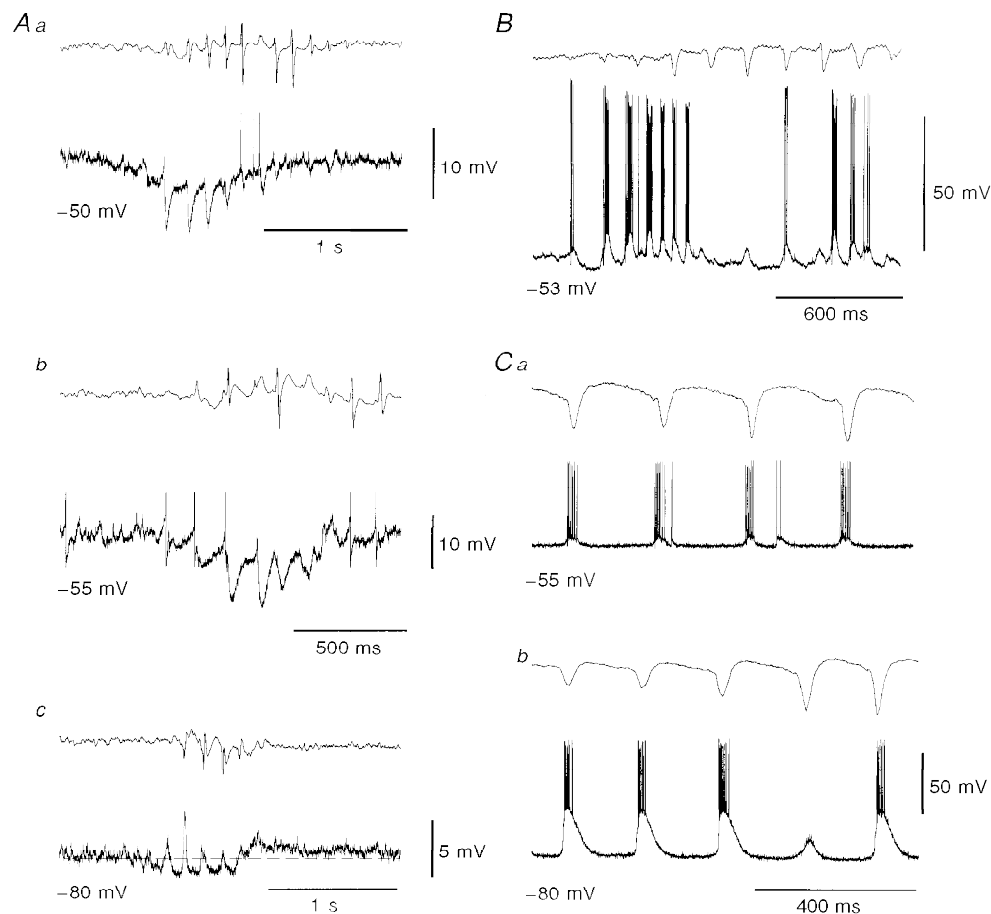 A a
10 mV
−50 mV
1 s
b
10 mV
−55 mV
500 ms
c
5 mV
−80 mV
1 s
B
50 mV
−53 mV
600 ms
C a
−55 mV
b
50 mV
−80 mV
400 ms